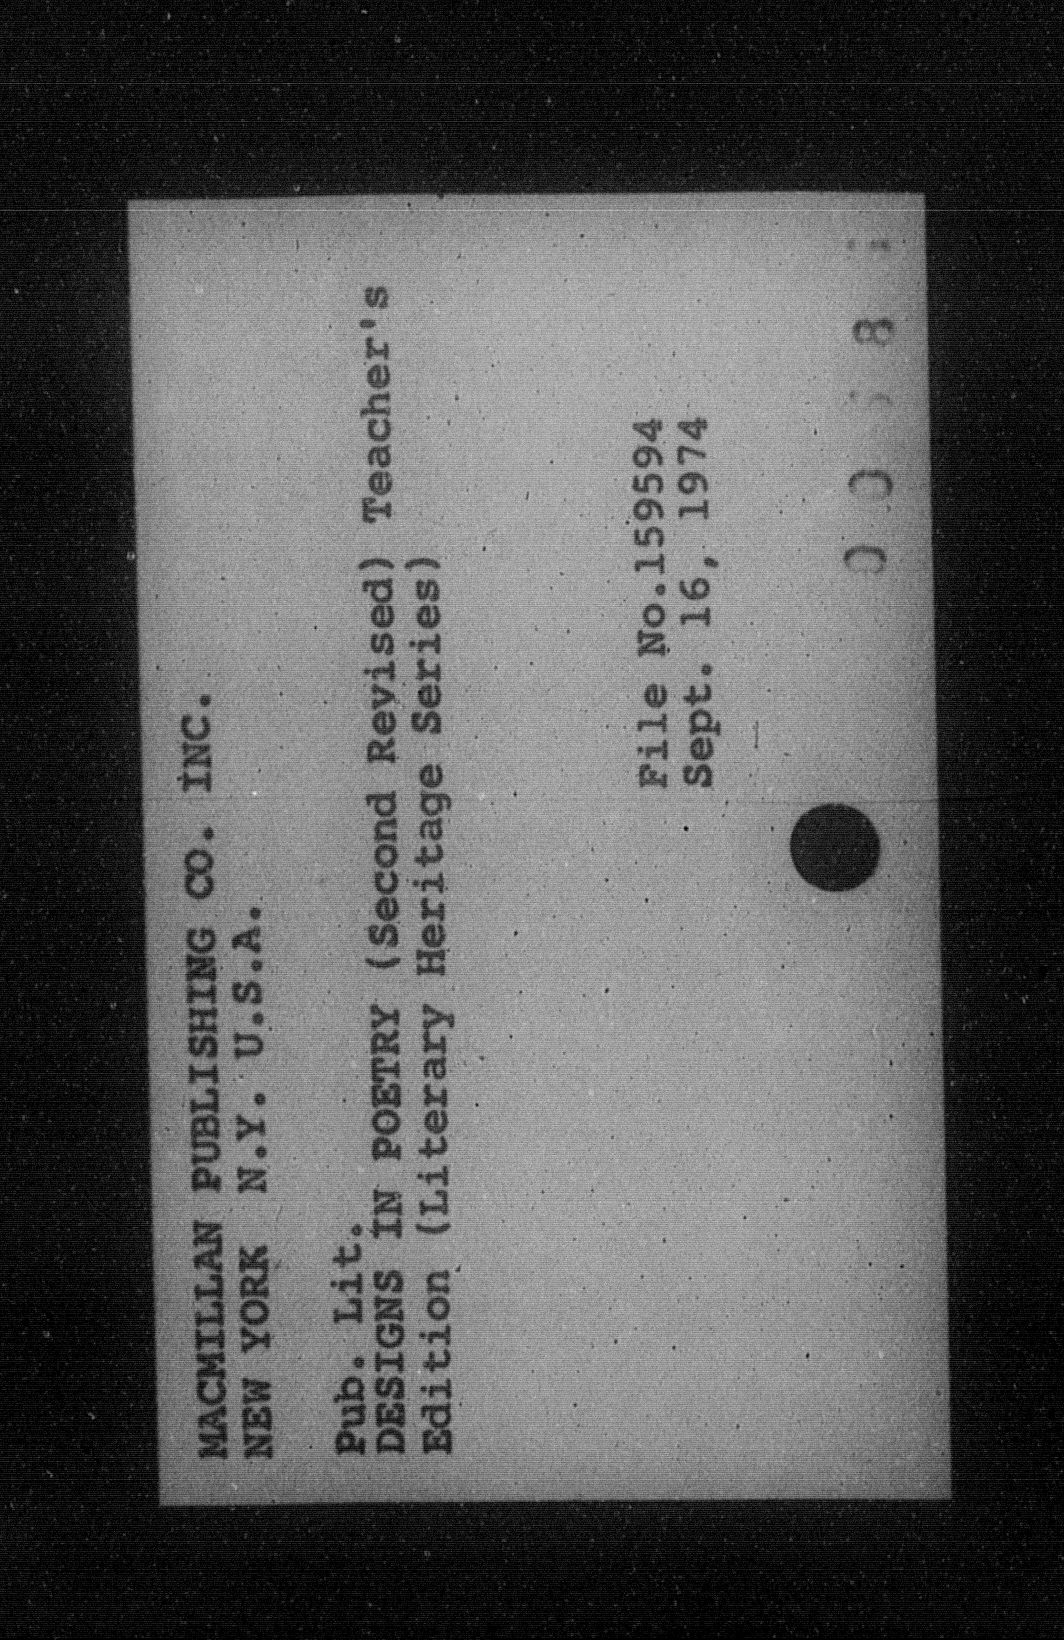 MACMILLAN PUBLISHING CO. INC.
NEW YORK N.Y. U.S.A.
Pub. Lit.
DESIGNS IN POETRY (Second Revised) Teacher's
Edition (Literary Heritage Series)
File No.159594
Sept. 16, 1974